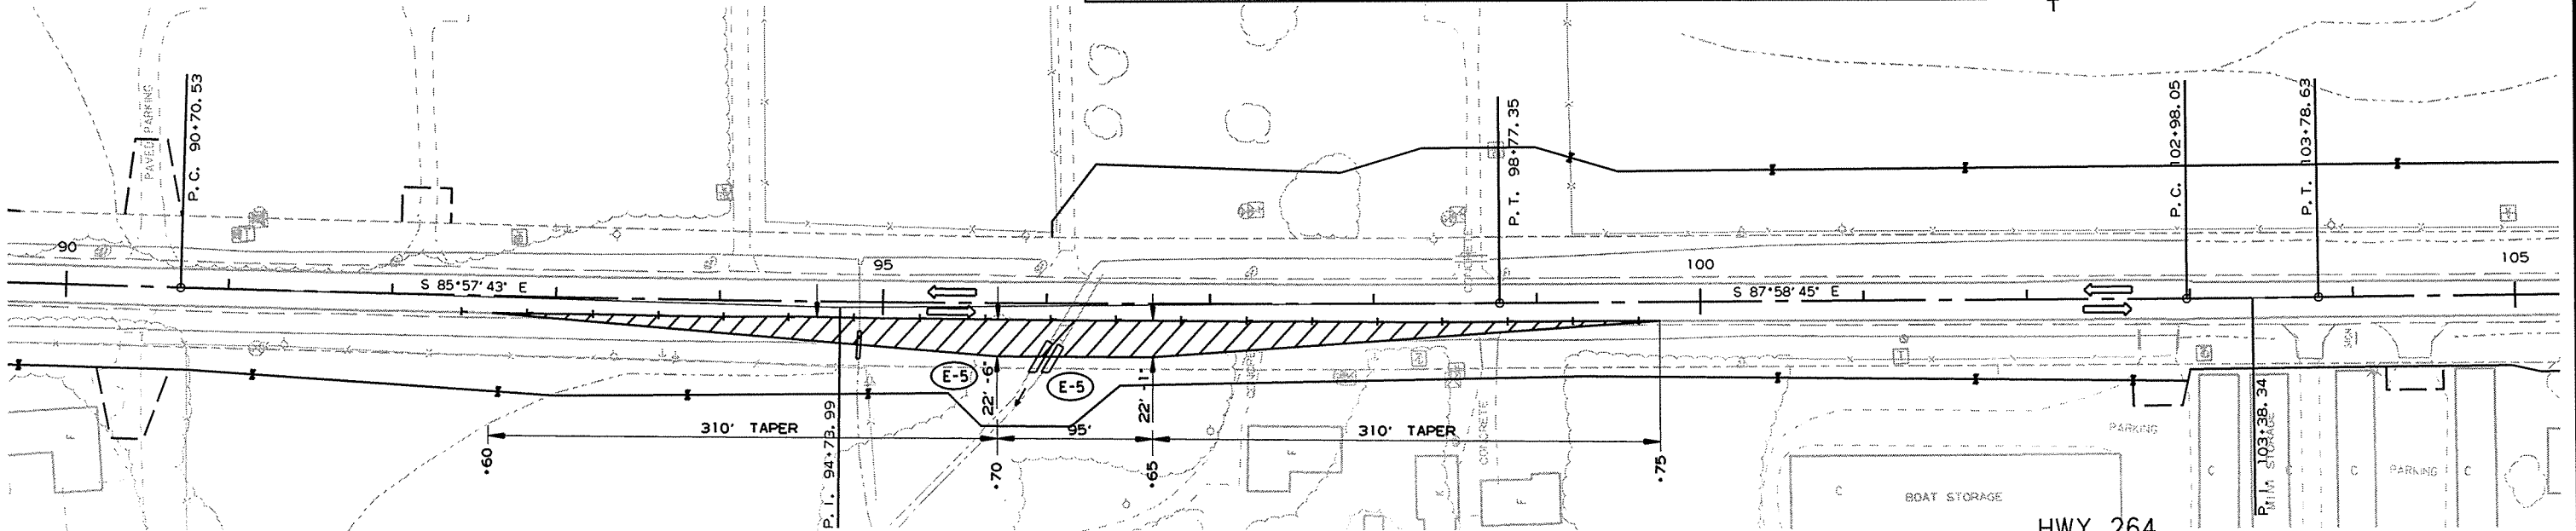 PAVED PARKING
P.C. 90+70.53
P.T. 98+77.35
P.C. 102+98.05
P.T. 103+78.63
90
95
100
105
S 85°57'43" E
S 87°58'45" E
E-5
E-5
22'-6"
22'-1"
310' TAPER
95'
310' TAPER
+60
+70
+65
+75
P.I. 94+73.99
P.I. 103+38.34
CONCRETE
PARKING
BOAT STORAGE
MINI STORAGE
PARKING
F
F
F
C
C
C
C
C
HWY 264